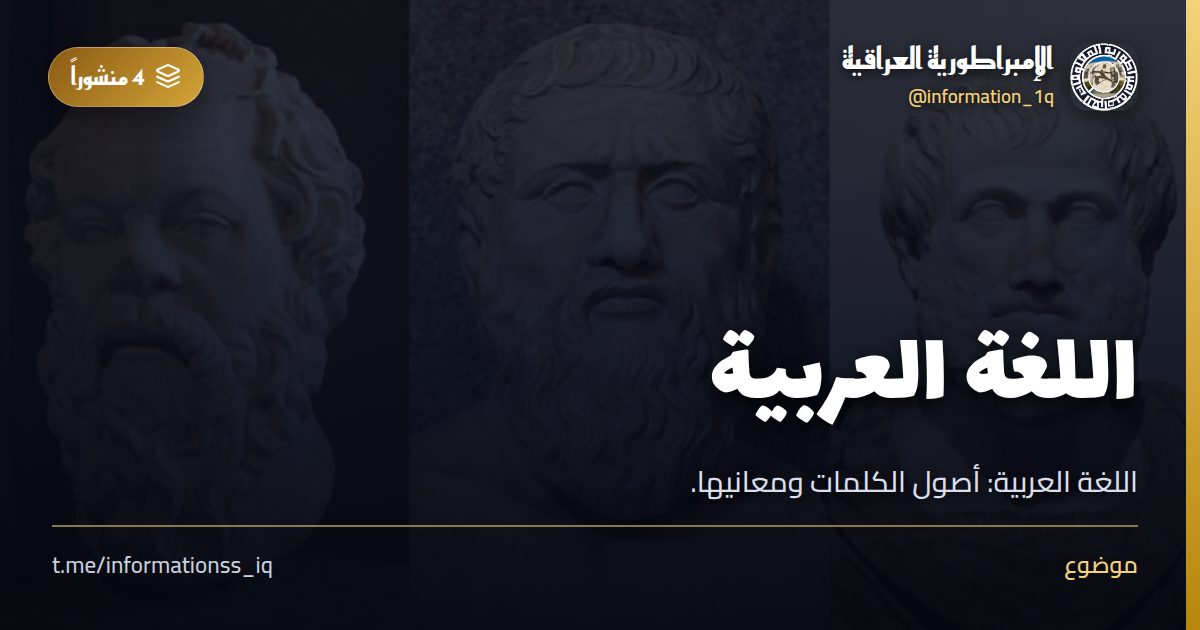 الإمبراطورية العراقية
@information_1q
4 منشوراً
اللغة العربية
اللغة العربية: أصول الكلمات ومعانيها.
موضوع
t.me/informationss_iq